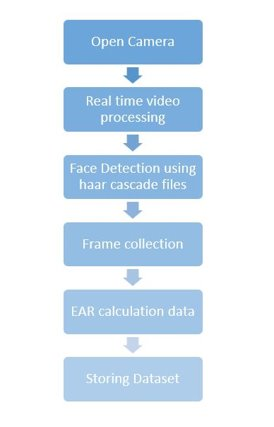 Open Camera
Real time video
processing
Face Detection using
haar cascade files
Frame collection
EAR calculation data
Storing Dataset